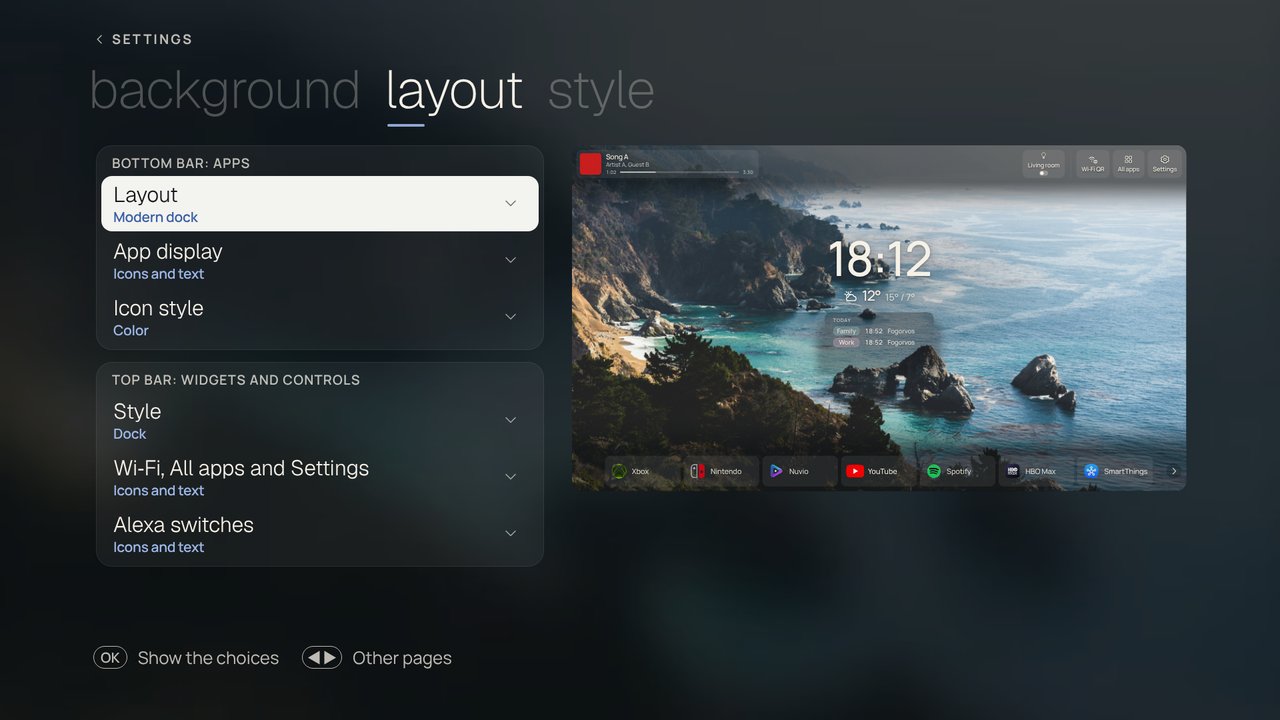 SETTINGS
background layout style
BOTTOM BAR: APPS
Layout
Modern dock
App display
Icons and text
Icon style
Color
TOP BAR: WIDGETS AND CONTROLS
Style
Dock
Wi-Fi, All apps and Settings
Icons and text
Alexa switches
Icons and text
Song A
Artist A, Guest B
1:02 3:30
Living room
Wi-Fi QR
All apps
Settings
18:12
12° 15° / 7°
TODAY
Family 18:52 Fogorvos
Work 18:52 Fogorvos
Xbox
Nintendo
Nuvio
YouTube
Spotify
HBO Max
SmartThings
OK Show the choices
Other pages